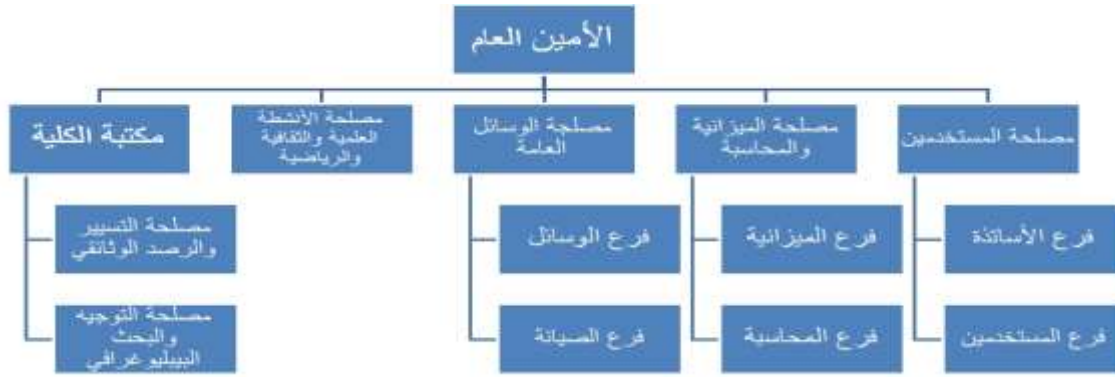 الأمين العام
مصلحة المستخدمين
مصلحة الميزانية
والمحاسبة
مصلحة الوسائل
العامة
مصلحة الأنشطة
العلمية والثقافية
والرياضية
مكتبة الكلية
فرع الأساتذة
فرع الميزانية
فرع الوسائل
مصلحة التسيير
والرصد الوثائقي
فرع المستخدمين
فرع المحاسبة
فرع الصيانة
مصلحة التوجيه
والبحث
البيبليوغرافي